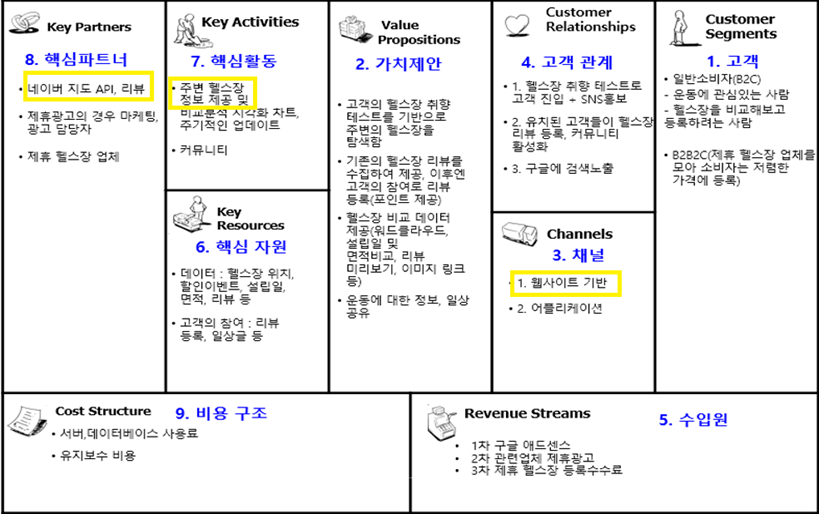 Key Partners
8. 핵심파트너
• 네이버 지도 API, 리뷰
• 제휴광고의 경우 마케팅,
광고 담당자
• 제휴 헬스장 업체
Key Activities
7. 핵심활동
• 주변 헬스장
정보 제공 및
비교분석 시각화 차트,
주기적인 업데이트
• 커뮤니티
Key
Resources
6. 핵심 자원
• 데이터 : 헬스장 위치,
할인이벤트, 설립일,
면적, 리뷰 등
• 고객의 참여 : 리뷰
등록, 일상글 등
Value
Propositions
2. 가치제안
• 고객의 헬스장 취향
테스트를 기반으로
주변의 헬스장을
탐색함
• 기존의 헬스장 리뷰를
수집하여 제공, 이후엔
고객의 참여로 리뷰
등록(포인트 제공)
• 헬스장 비교 데이터
제공(워드클라우드,
설립일 및
면적비교, 리뷰
미리보기, 이미지 링크
등)
• 운동에 대한 정보, 일상
공유
Customer
Relationships
4. 고객 관계
• 1. 헬스장 취향 테스트로
고객 진입 + SNS홍보
• 2. 유치된 고객들이 헬스장
리뷰 등록, 커뮤니티
활성화
• 3. 구글에 검색노출
Channels
3. 채널
• 1. 웹사이트 기반
• 2. 어플리케이션
Customer
Segments
1. 고객
• 일반소비자(B2C)
- 운동에 관심있는 사람
- 헬스장을 비교해보고
등록하려는 사람
• B2B2C(제휴 헬스장 업체를
모아 소비자는 저렴한
가격에 등록)
Cost Structure
9. 비용 구조
• 서버,데이터베이스 사용료
• 유지보수 비용
Revenue Streams
5. 수입원
• 1차 구글 애드센스
• 2차 관련업체 제휴광고
• 3차 제휴 헬스장 등록수수료